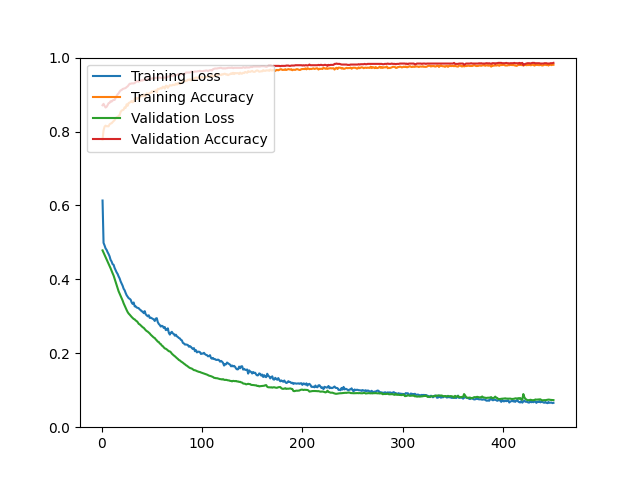 1.0
0.8
0.6
0.4
0.2
0.0
Training Loss
Training Accuracy
Validation Loss
Validation Accuracy
0 100 200 300 400